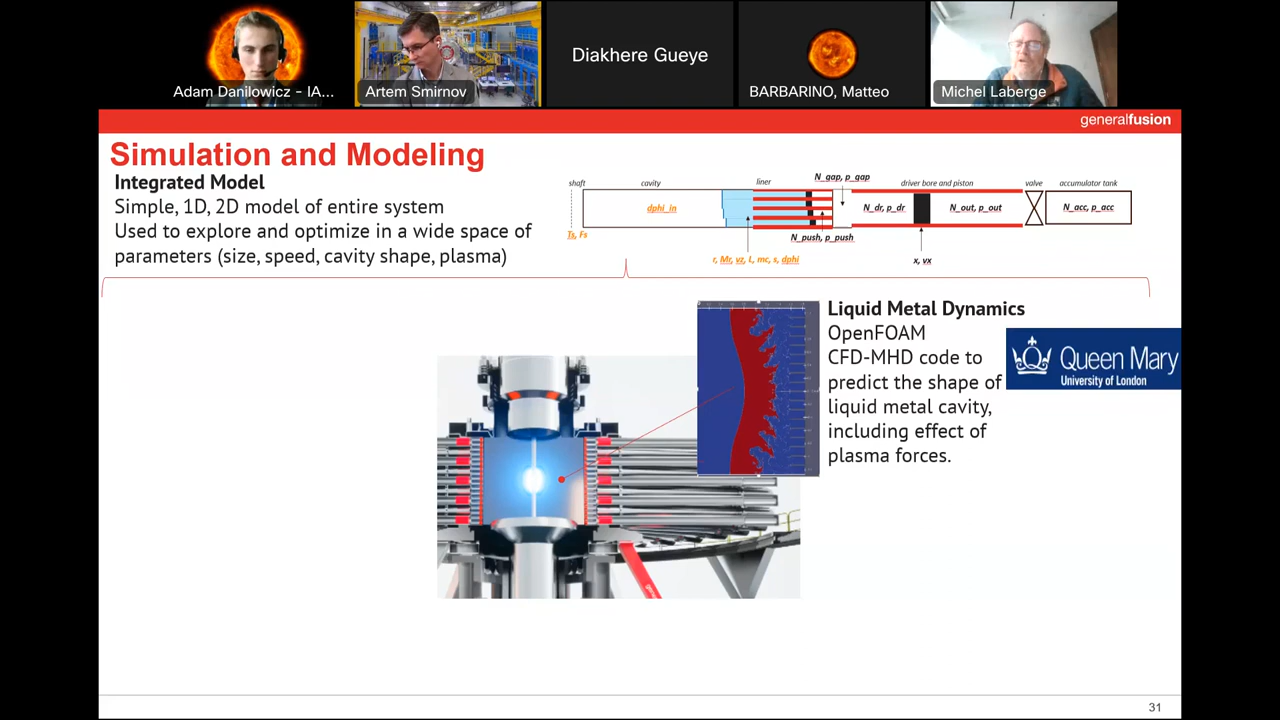 Adam Danilowicz - IA...
Artem Smirnov
Diakhere Gueye
BARBARINO, Matteo
Michel Laberge
generalfusion
Simulation and Modeling
Integrated Model
Simple, 1D, 2D model of entire system
Used to explore and optimize in a wide space of
parameters (size, speed, cavity shape, plasma)
shaft
cavity
liner
N_gap, p_gap
driver bore and piston
valve
accumulator tank
dphi_in
N_dr, p_dr
N_out, p_out
N_acc, p_acc
Ts, Fs
N_push, p_push
r, Mr, vz, L, mc, s, dphi
x, vx
Liquid Metal Dynamics
OpenFOAM
CFD-MHD code to
predict the shape of
liquid metal cavity,
including effect of
plasma forces.
Queen Mary
University of London
31